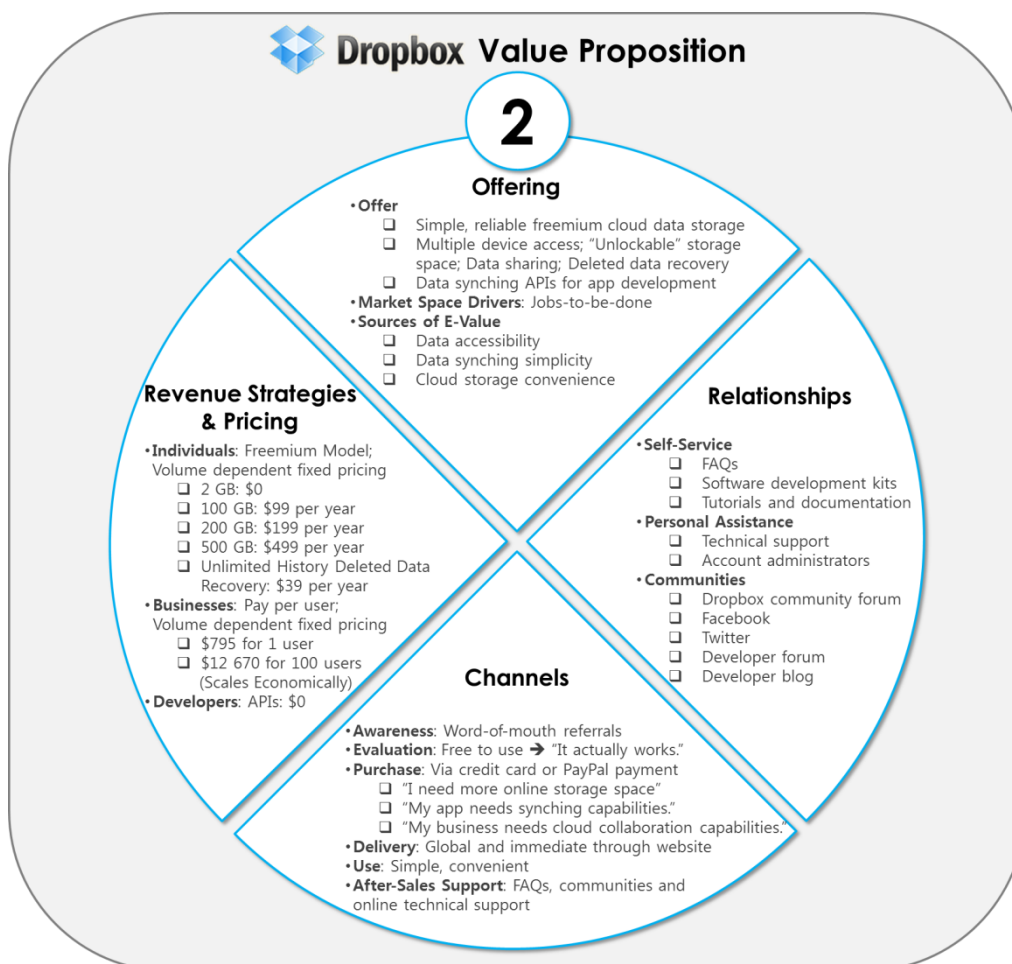 Dropbox Value Proposition
2
Offering
•Offer
❑ Simple, reliable freemium cloud data storage
❑ Multiple device access; "Unlockable" storage
space; Data sharing; Deleted data recovery
❑ Data synching APIs for app development
•Market Space Drivers: Jobs-to-be-done
•Sources of E-Value
❑ Data accessibility
❑ Data synching simplicity
❑ Cloud storage convenience
Revenue Strategies
& Pricing
•Individuals: Freemium Model;
Volume dependent fixed pricing
❑ 2 GB: $0
❑ 100 GB: $99 per year
❑ 200 GB: $199 per year
❑ 500 GB: $499 per year
❑ Unlimited History Deleted Data
Recovery: $39 per year
•Businesses: Pay per user;
Volume dependent fixed pricing
❑ $795 for 1 user
❑ $12 670 for 100 users
(Scales Economically)
•Developers: APIs: $0
Relationships
•Self-Service
❑ FAQs
❑ Software development kits
❑ Tutorials and documentation
•Personal Assistance
❑ Technical support
❑ Account administrators
•Communities
❑ Dropbox community forum
❑ Facebook
❑ Twitter
❑ Developer forum
❑ Developer blog
Channels
•Awareness: Word-of-mouth referrals
•Evaluation: Free to use ➔ "It actually works."
•Purchase: Via credit card or PayPal payment
❑ "I need more online storage space"
❑ "My app needs synching capabilities."
❑ "My business needs cloud collaboration capabilities."
•Delivery: Global and immediate through website
•Use: Simple, convenient
•After-Sales Support: FAQs, communities and
online technical support